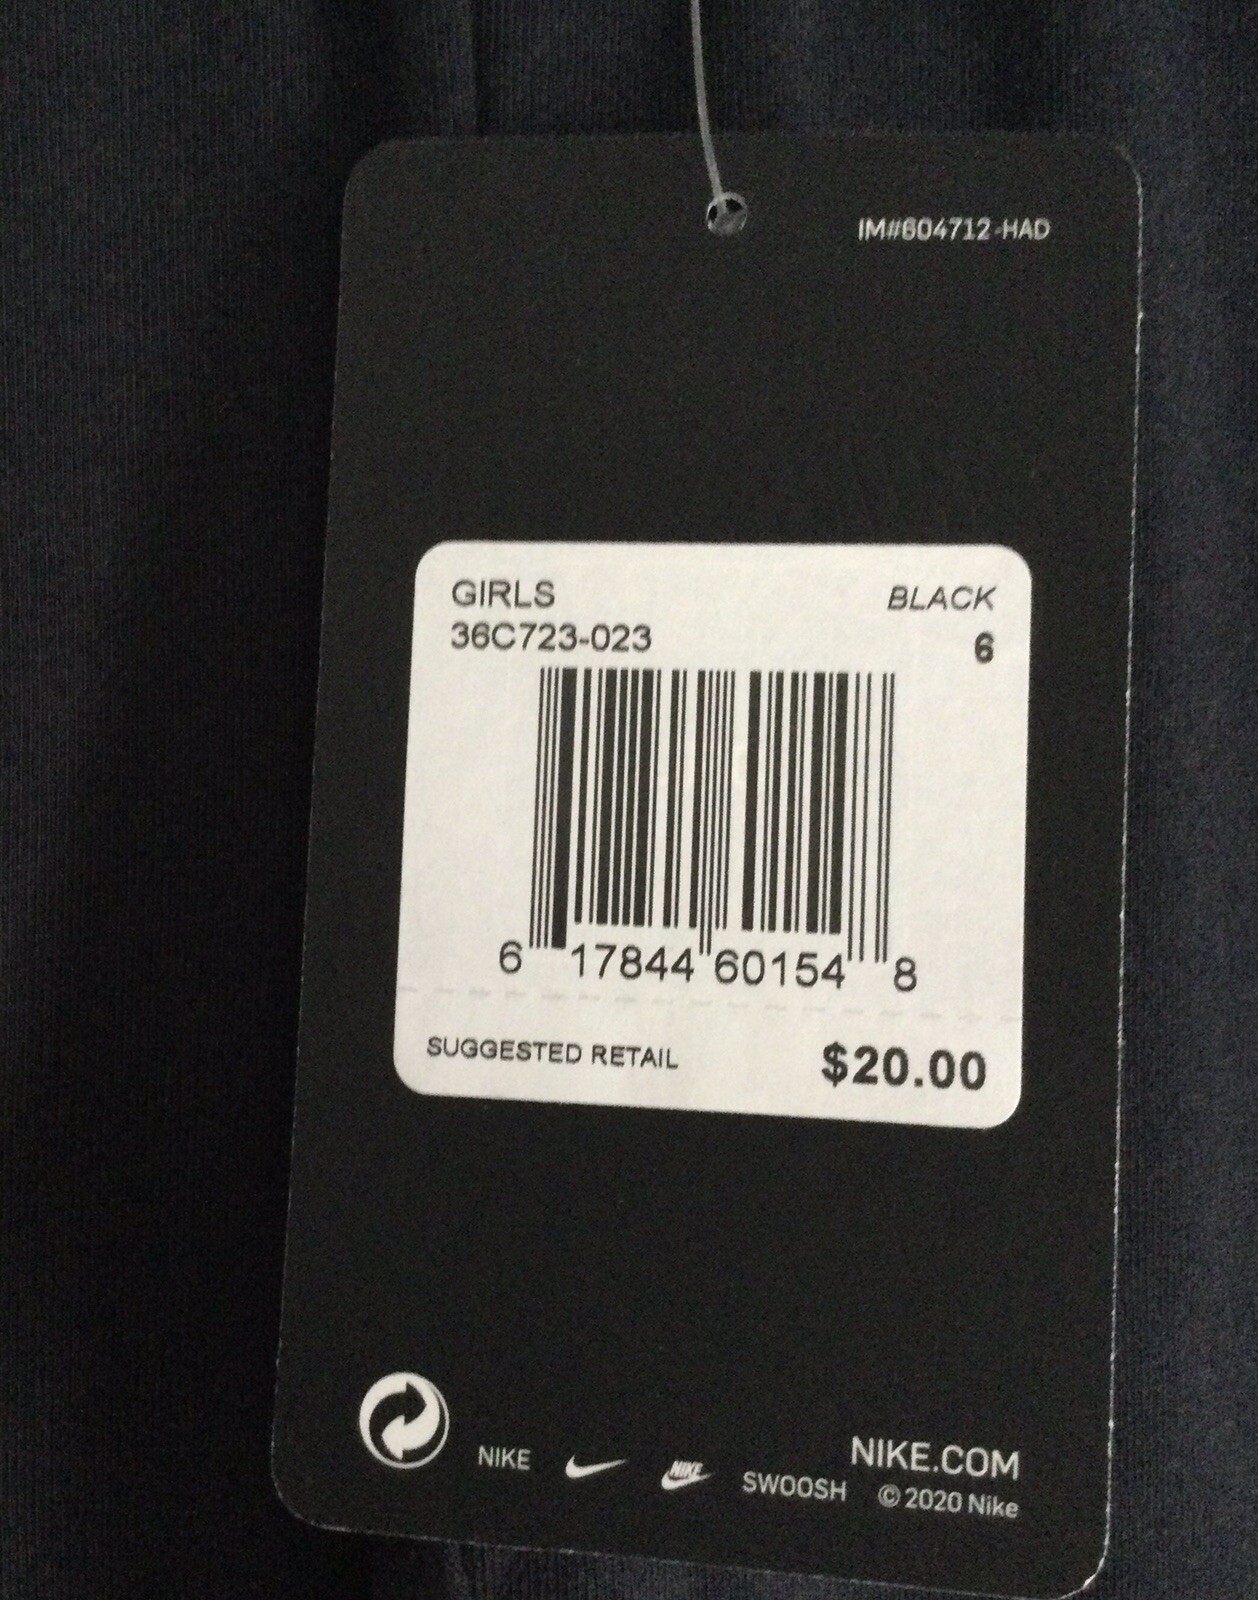 IM#604712-HAD
GIRLS BLACK
36C723-023 6
6 17844 60154 8
SUGGESTED RETAIL $20.00
NIKE NIKE SWOOSH NIKE.COM
© 2020 Nike